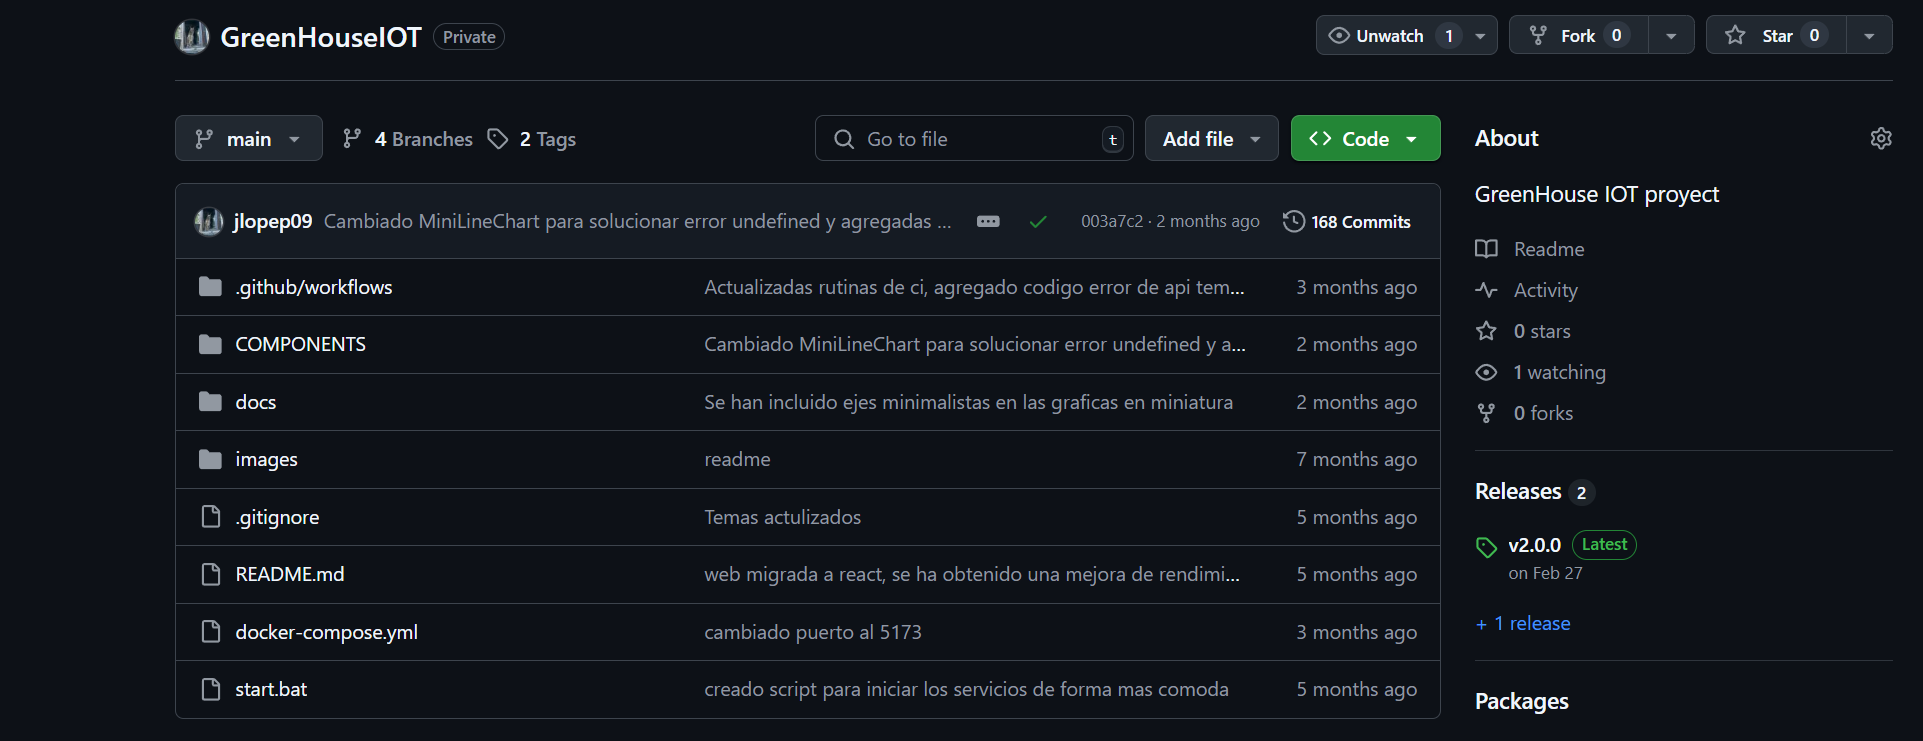 GreenHouseIOT Private
Unwatch 1
Fork 0
Star 0
main
4 Branches
2 Tags
Go to file t
Add file
Code
jlopep09 Cambiado MiniLineChart para solucionar error undefined y agregadas ... 003a7c2 · 2 months ago 168 Commits
.github/workflows Actualizadas rutinas de ci, agregado codigo error de api tem... 3 months ago
COMPONENTS Cambiado MiniLineChart para solucionar error undefined y a... 2 months ago
docs Se han incluido ejes minimalistas en las graficas en miniatura 2 months ago
images readme 7 months ago
.gitignore Temas actulizados 5 months ago
README.md web migrada a react, se ha obtenido una mejora de rendimi... 5 months ago
docker-compose.yml cambiado puerto al 5173 3 months ago
start.bat creado script para iniciar los servicios de forma mas comoda 5 months ago
About
GreenHouse IOT proyect
Readme
Activity
0 stars
1 watching
0 forks
Releases 2
v2.0.0 Latest
on Feb 27
+ 1 release
Packages